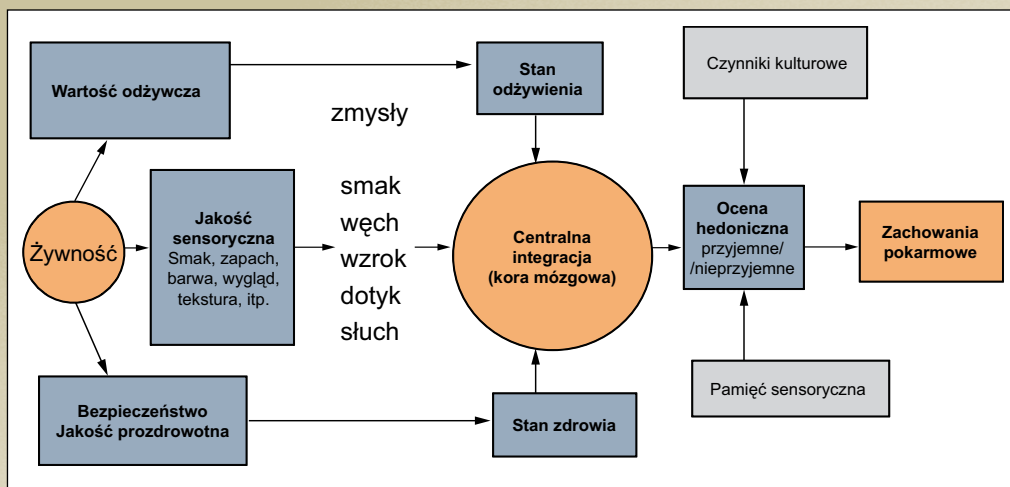 Wartość odżywcza
Stan
odżywienia
Czynniki kulturowe
zmysły
Żywność
Jakość
sensoryczna
Smak, zapach,
barwa, wygląd,
tekstura, itp.
smak
węch
wzrok
dotyk
słuch
Centralna
integracja
(kora mózgowa)
Ocena
hedoniczna
przyjemne/
/nieprzyjemne
Zachowania
pokarmowe
Bezpieczeństwo
Jakość prozdrowotna
Stan zdrowia
Pamięć sensoryczna